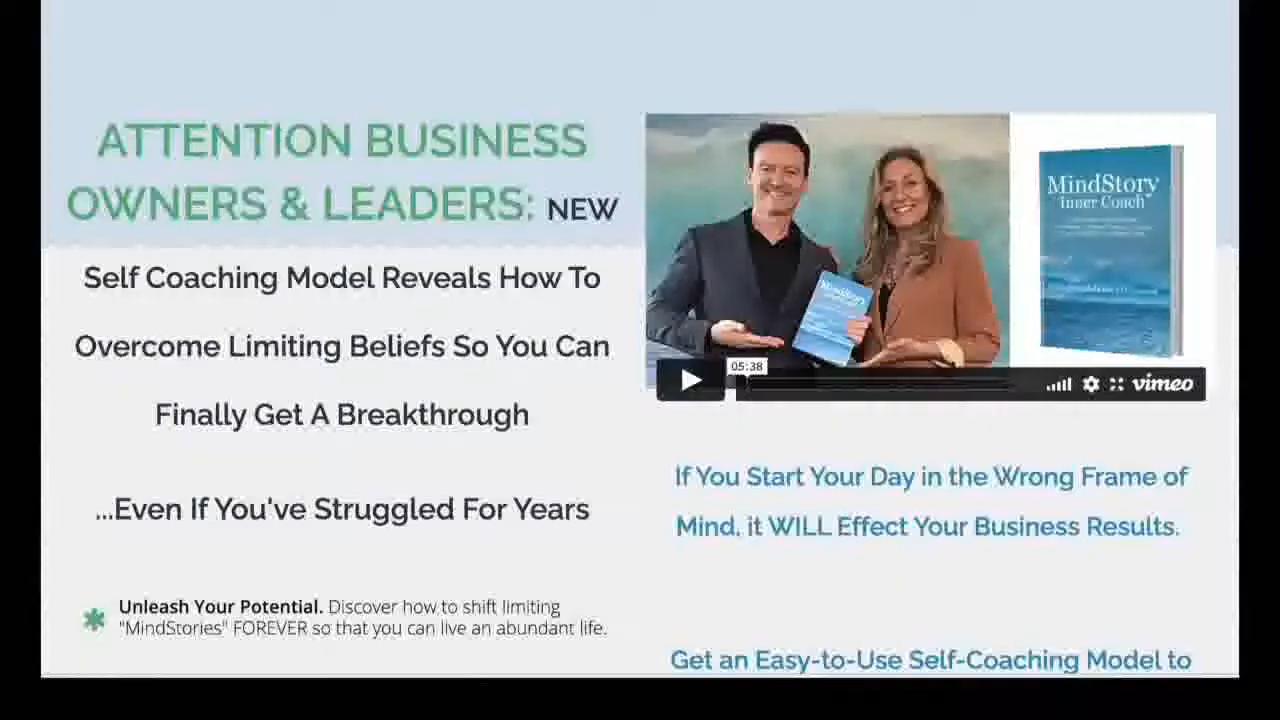 ATTENTION BUSINESS
OWNERS & LEADERS: NEW
Self Coaching Model Reveals How To
Overcome Limiting Beliefs So You Can
Finally Get A Breakthrough
...Even If You've Struggled For Years
✱ Unleash Your Potential. Discover how to shift limiting
"MindStories" FOREVER so that you can live an abundant life.
MindStory
MindStory
Inner Coach
05:38
vimeo
If You Start Your Day in the Wrong Frame of
Mind, it WILL Effect Your Business Results.
Get an Easy-to-Use Self-Coaching Model to